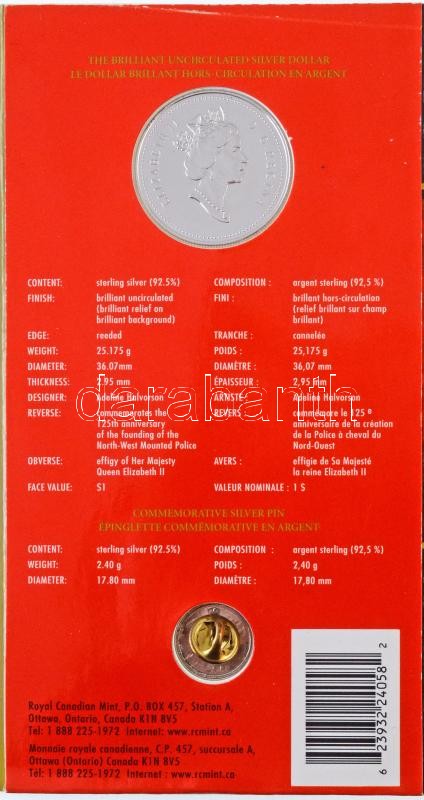 THE BRILLIANT UNCIRCULATED SILVER DOLLAR
LE DOLLAR BRILLANT HORS-CIRCULATION EN ARGENT
ELIZABETH II D. G. REGINA
CONTENT: sterling silver (92.5%)
FINISH: brilliant uncirculated
(brilliant relief on
brilliant background)
EDGE: reeded
WEIGHT: 25.175 g
DIAMETER: 36.07mm
THICKNESS: 2.95 mm
DESIGNER: Adeline Halvorson
REVERSE: commemorates the
125th anniversary
of the founding of the
North-West Mounted Police
OBVERSE: effigy of Her Majesty
Queen Elizabeth II
FACE VALUE: $1
COMPOSITION : argent sterling (92,5 %)
FINI : brillant hors-circulation
(relief brillant sur champ
brillant)
TRANCHE : cannelée
POIDS : 25,175 g
DIAMÈTRE : 36,07 mm
ÉPAISSEUR : 2,95 mm
ARTISTE : Adeline Halvorson
REVERS : commémore le 125e
anniversaire de la création
de la Police à cheval du
Nord-Ouest
AVERS : effigie de Sa Majesté
la reine Elizabeth II
VALEUR NOMINALE : 1 $
darabanth
COMMEMORATIVE SILVER PIN
ÉPINGLETTE COMMÉMORATIVE EN ARGENT
CONTENT: sterling silver (92.5%)
WEIGHT: 2.40 g
DIAMETER: 17.80 mm
COMPOSITION : argent sterling (92,5 %)
POIDS : 2,40 g
DIAMÈTRE : 17,80 mm
Royal Canadian Mint, P.O. BOX 457, Station A,
Ottawa, Ontario, Canada K1N 8V5
Tel: 1 888 225-1972 Internet: www.rcmint.ca
Monnaie royale canadienne, C.P. 457, succursale A,
Ottawa (Ontario) Canada K1N 8V5
Tél : 1 888 225-1972 Internet : www.rcmint.ca
6 23932 24058 2